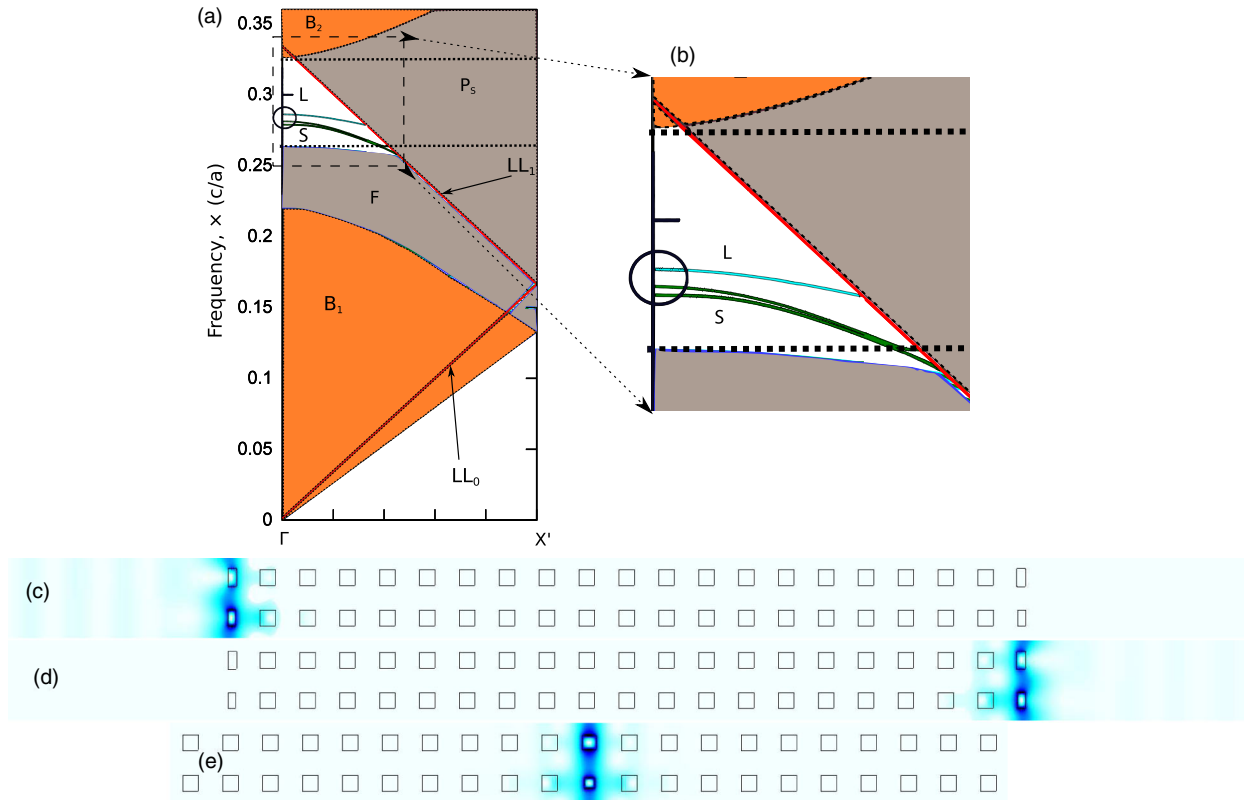 (a)
0.35
B2
(b)
0.3
L
Ps
S
0.25
LL1
L
F
S
0.2
Frequency, × (c/a)
0.15
B1
0.1
0.05
LL0
0
Γ
X'
(c)
(d)
(e)